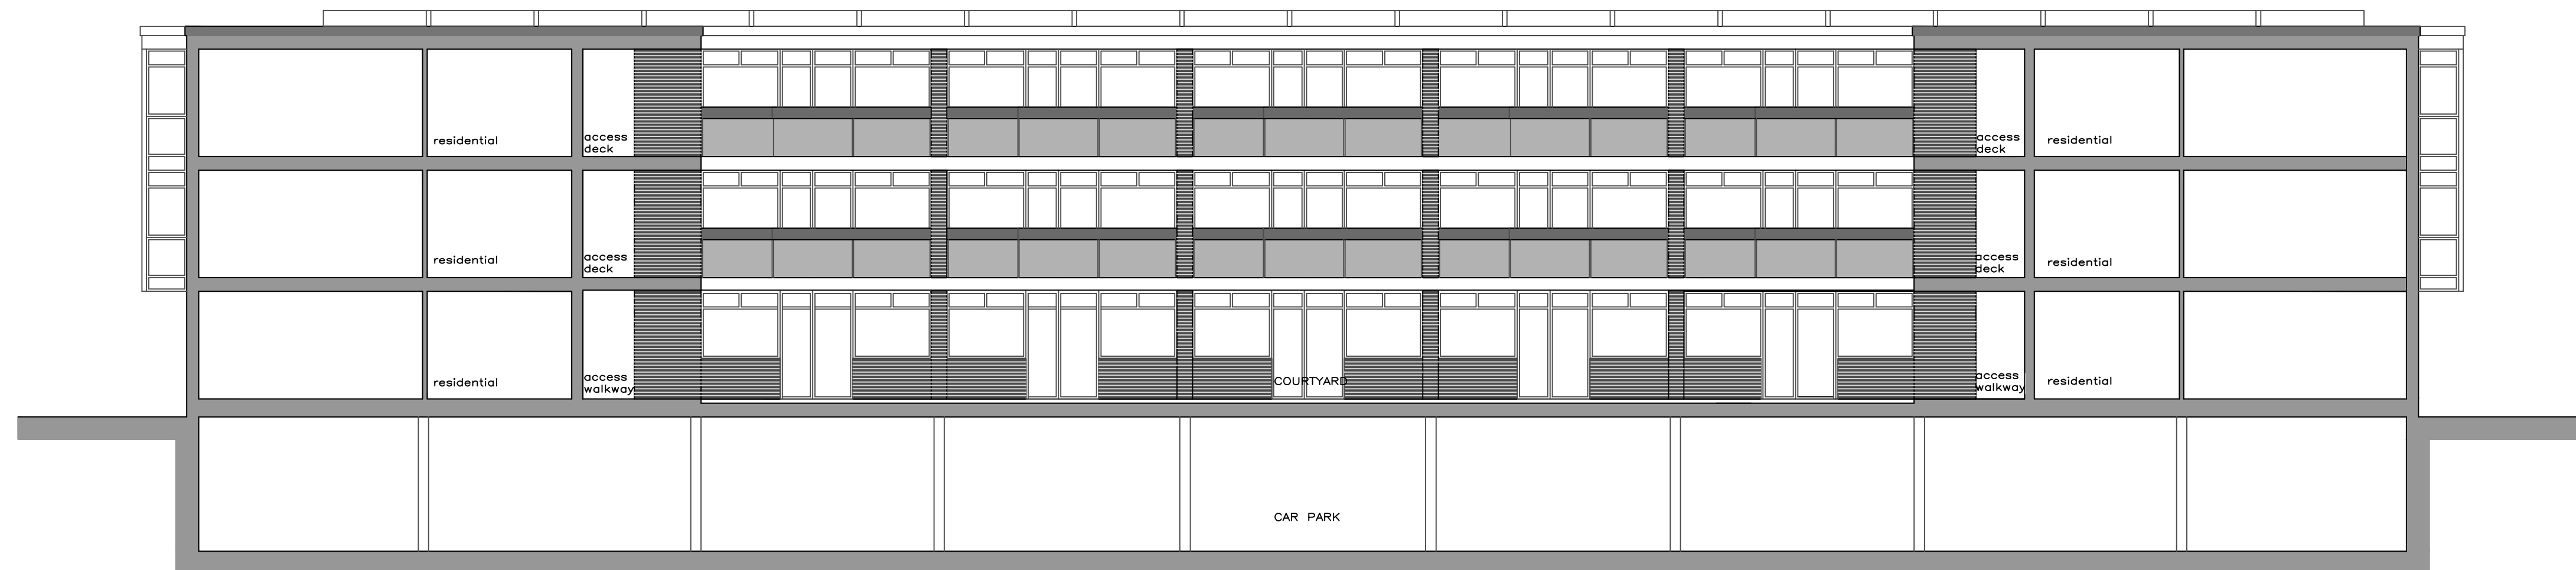 residential
access
deck
access
deck
residential
residential
access
deck
access
deck
residential
residential
access
walkway
COURTYARD
access
walkway
residential
CAR PARK